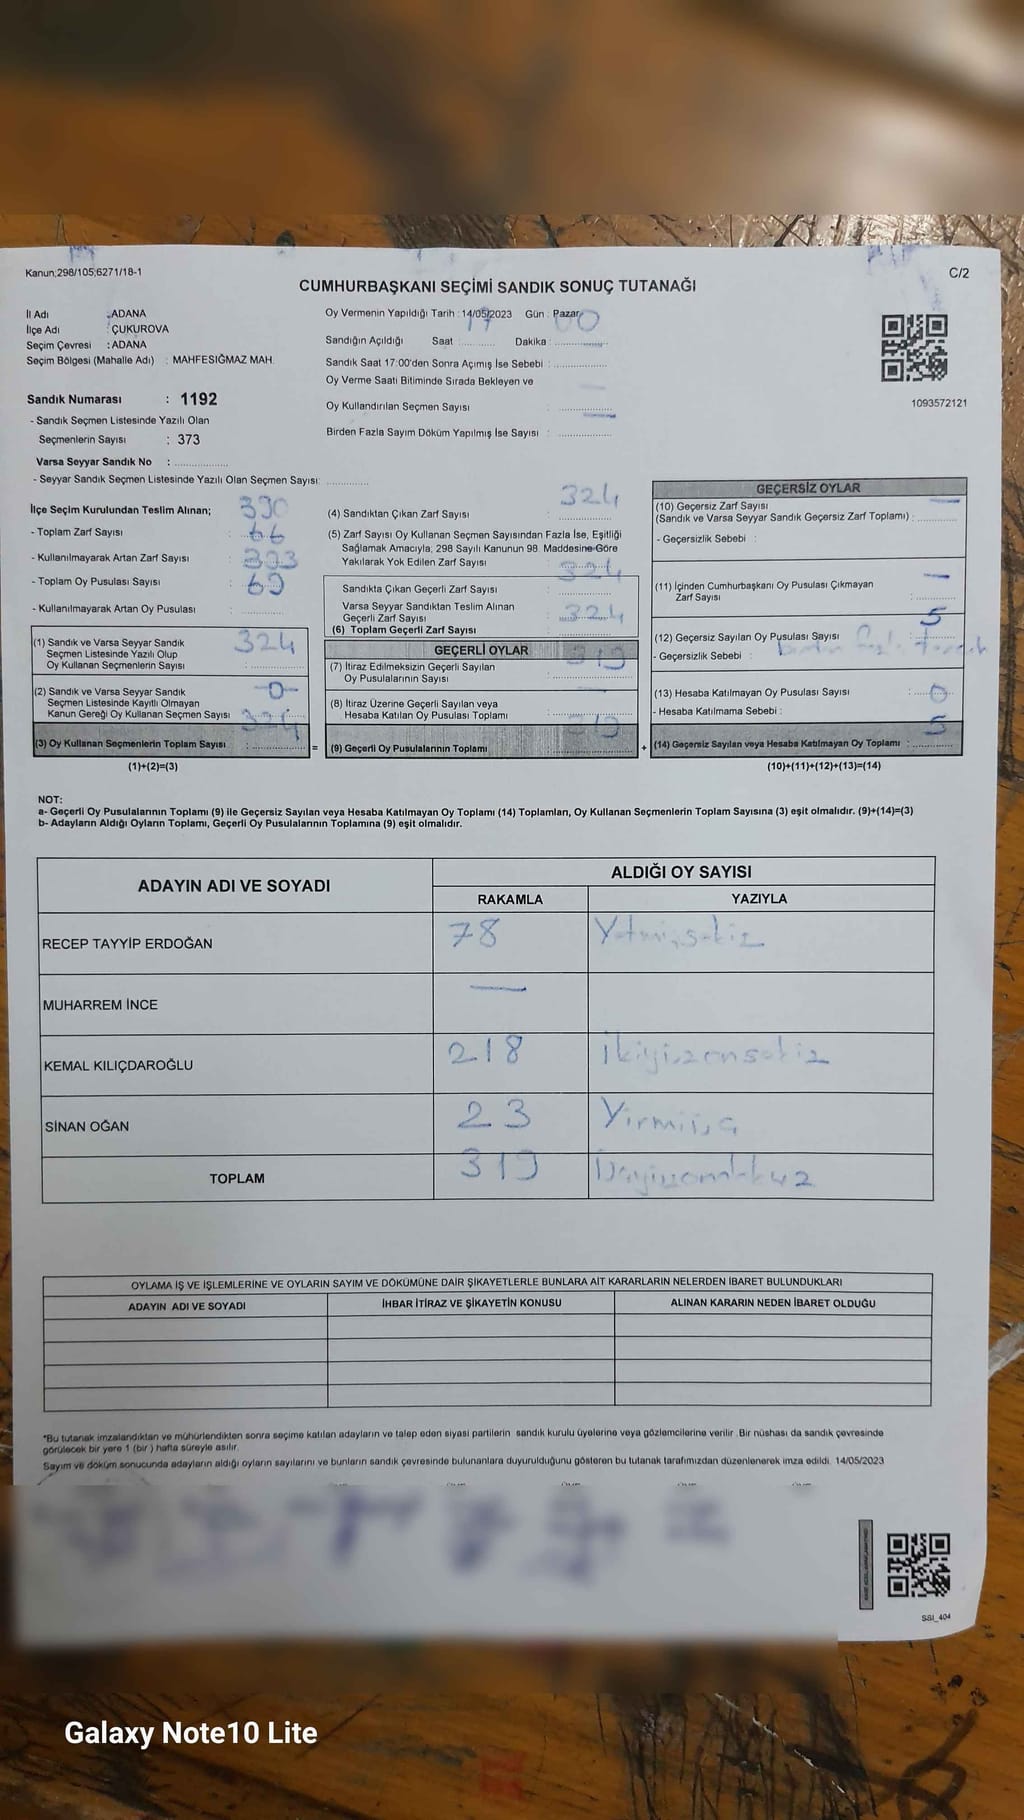 Kanun;298/105;6271/18-1
C/2
CUMHURBAŞKANI SEÇİMİ SANDIK SONUÇ TUTANAĞI
İl Adı : ADANA
İlçe Adı : ÇUKUROVA
Seçim Çevresi : ADANA
Seçim Bölgesi (Mahalle Adı) : MAHFESIĞMAZ MAH.
Sandık Numarası : 1192
- Sandık Seçmen Listesinde Yazılı Olan
Seçmenlerin Sayısı : 373
Varsa Seyyar Sandık No :
- Seyyar Sandık Seçmen Listesinde Yazılı Olan Seçmen Sayısı:
Oy Vermenin Yapıldığı Tarih : 14/05/2023 Gün : Pazar
Sandığın Açıldığı Saat : 17 Dakika : 00
Sandık Saat 17:00'den Sonra Açımış İse Sebebi :
Oy Verme Saati Bitiminde Sırada Bekleyen ve
Oy Kullandırılan Seçmen Sayısı : —
Birden Fazla Sayım Döküm Yapılmış İse Sayısı : —
1093572121
İlçe Seçim Kurulundan Teslim Alınan;
- Toplam Zarf Sayısı : 390
- Kullanılmayarak Artan Zarf Sayısı : 66
- Toplam Oy Pusulası Sayısı :
- Kullanılmayarak Artan Oy Pusulası :
(1) Sandık ve Varsa Seyyar Sandık
Seçmen Listesinde Yazılı Olup
Oy Kullanan Seçmenlerin Sayısı : 324
(2) Sandık ve Varsa Seyyar Sandık
Seçmen Listesinde Kayıtlı Olmayan
Kanun Gereği Oy Kullanan Seçmen Sayısı : -0-
(3) Oy Kullanan Seçmenlerin Toplam Sayısı : 324
(1)+(2)=(3)
(4) Sandıktan Çıkan Zarf Sayısı : 324
(5) Zarf Sayısı Oy Kullanan Seçmen Sayısından Fazla İse, Eşitliği
Sağlamak Amacıyla, 298 Sayılı Kanunun 98. Maddesine Göre
Yakılarak Yok Edilen Zarf Sayısı : —
Sandıkta Çıkan Geçerli Zarf Sayısı : 324
Varsa Seyyar Sandıktan Teslim Alınan
Geçerli Zarf Sayısı :
(6) Toplam Geçerli Zarf Sayısı : 324
GEÇERLİ OYLAR
(7) İtiraz Edilmeksizin Geçerli Sayılan
Oy Pusulalarının Sayısı : 319
(8) İtiraz Üzerine Geçerli Sayılan veya
Hesaba Katılan Oy Pusulası Toplamı : —
(9) Geçerli Oy Pusulalarının Toplamı : 319
=
+
GEÇERSİZ OYLAR
(10) Geçersiz Zarf Sayısı
(Sandık ve Varsa Seyyar Sandık Geçersiz Zarf Toplamı) : —
- Geçersizlik Sebebi :
(11) İçinden Cumhurbaşkanı Oy Pusulası Çıkmayan
Zarf Sayısı : —
(12) Geçersiz Sayılan Oy Pusulası Sayısı : 5
- Geçersizlik Sebebi :
(13) Hesaba Katılmayan Oy Pusulası Sayısı : 0
- Hesaba Katılmama Sebebi :
(14) Geçersiz Sayılan veya Hesaba Katılmayan Oy Toplamı : 5
(10)+(11)+(12)+(13)=(14)
NOT:
a- Geçerli Oy Pusulalarının Toplamı (9) ile Geçersiz Sayılan veya Hesaba Katılmayan Oy Toplamı (14) Toplamları, Oy Kullanan Seçmenlerin Toplam Sayısına (3) eşit olmalıdır. (9)+(14)=(3)
b- Adayların Aldığı Oyların Toplamı, Geçerli Oy Pusulalarının Toplamına (9) eşit olmalıdır.
ADAYIN ADI VE SOYADI
ALDIĞI OY SAYISI
RAKAMLA YAZIYLA
RECEP TAYYİP ERDOĞAN 78 Yetmişsekiz
MUHARREM İNCE —
KEMAL KILIÇDAROĞLU 218 İkiyüzonsekiz
SİNAN OĞAN 23 Yirmiüç
TOPLAM 319 Üçyüzondokuz
OYLAMA İŞ VE İŞLEMLERİNE VE OYLARIN SAYIM VE DÖKÜMÜNE DAİR ŞİKAYETLERLE BUNLARA AİT KARARLARIN NELERDEN İBARET BULUNDUKLARI
ADAYIN ADI VE SOYADI İHBAR İTİRAZ VE ŞİKAYETİN KONUSU ALINAN KARARIN NEDEN İBARET OLDUĞU
*Bu tutanak imzalandıktan ve mühürlendikten sonra seçime katılan adayların ve talep eden siyasi partilerin sandık kurulu üyelerine veya gözlemcilerine verilir .Bir nüshası da sandık çevresinde
görülecek bir yere 1 (bir ) hafta süreyle asılır.
Sayım ve döküm sonucunda adayların aldığı oyların sayılarını ve bunların sandık çevresinde bulunanlara duyurulduğunu gösteren bu tutanak tarafımızdan düzenlenerek imza edildi. 14/05/2023
SSI_404
Galaxy Note10 Lite